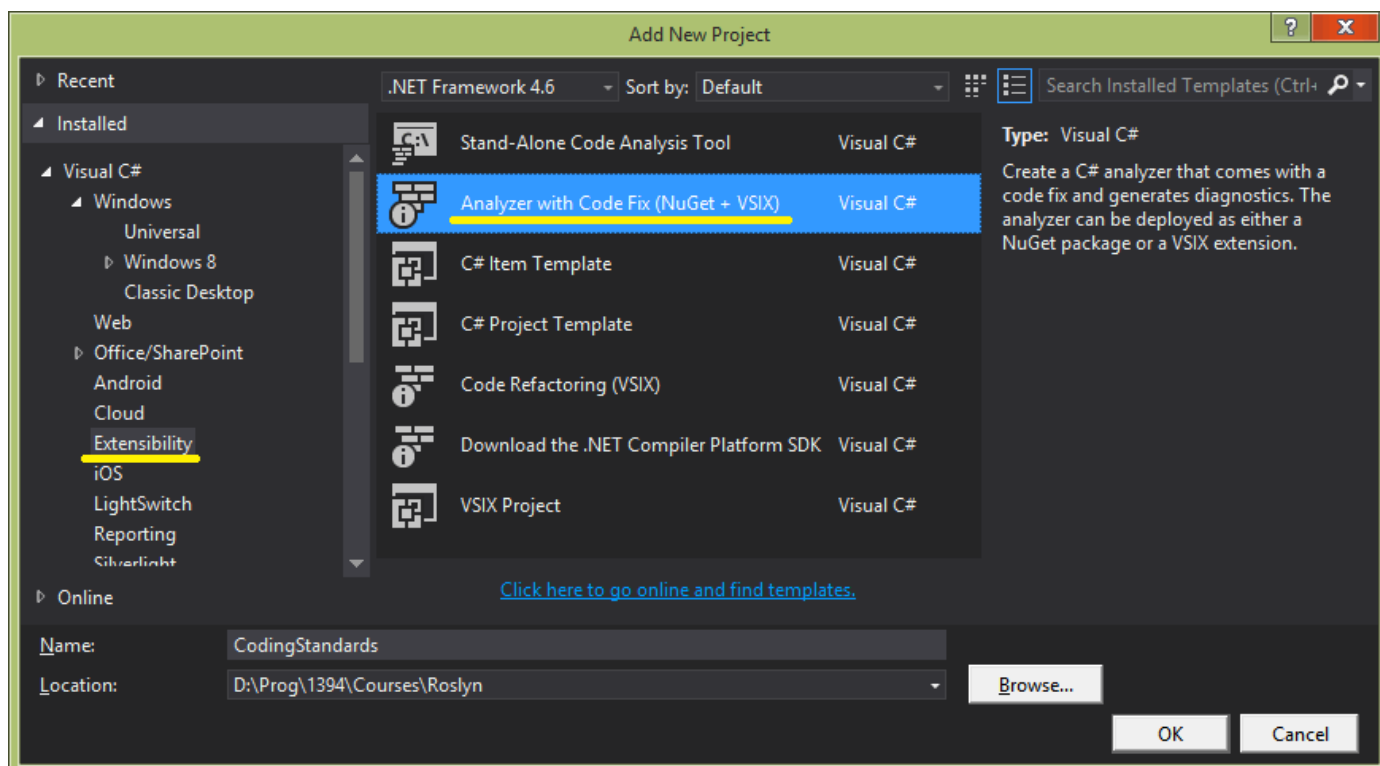 Add New Project
?
X
Recent
Installed
Visual C#
Windows
Universal
Windows 8
Classic Desktop
Web
Office/SharePoint
Android
Cloud
Extensibility
iOS
LightSwitch
Reporting
Silverlight
Online
.NET Framework 4.6
Sort by: Default
Search Installed Templates (Ctrl+
C:\
Stand-Alone Code Analysis Tool Visual C#
Analyzer with Code Fix (NuGet + VSIX) Visual C#
C# Item Template Visual C#
C# Project Template Visual C#
Code Refactoring (VSIX) Visual C#
Download the .NET Compiler Platform SDK Visual C#
VSIX Project Visual C#
Click here to go online and find templates.
Type: Visual C#
Create a C# analyzer that comes with a
code fix and generates diagnostics. The
analyzer can be deployed as either a
NuGet package or a VSIX extension.
Name: CodingStandards
Location: D:\Prog\1394\Courses\Roslyn
Browse...
OK
Cancel